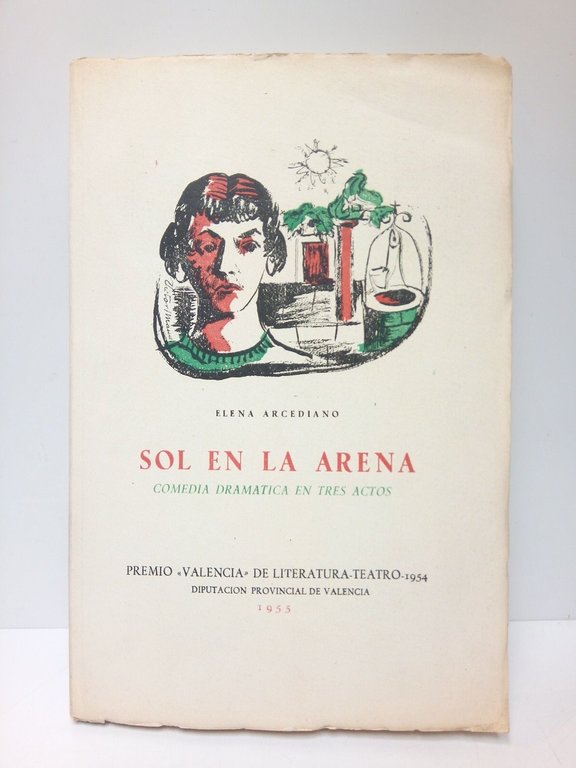 ELENA ARCEDIANO
SOL EN LA ARENA
COMEDIA DRAMATICA EN TRES ACTOS
PREMIO «VALENCIA» DE LITERATURA-TEATRO-1954
DIPUTACION PROVINCIAL DE VALENCIA
1955